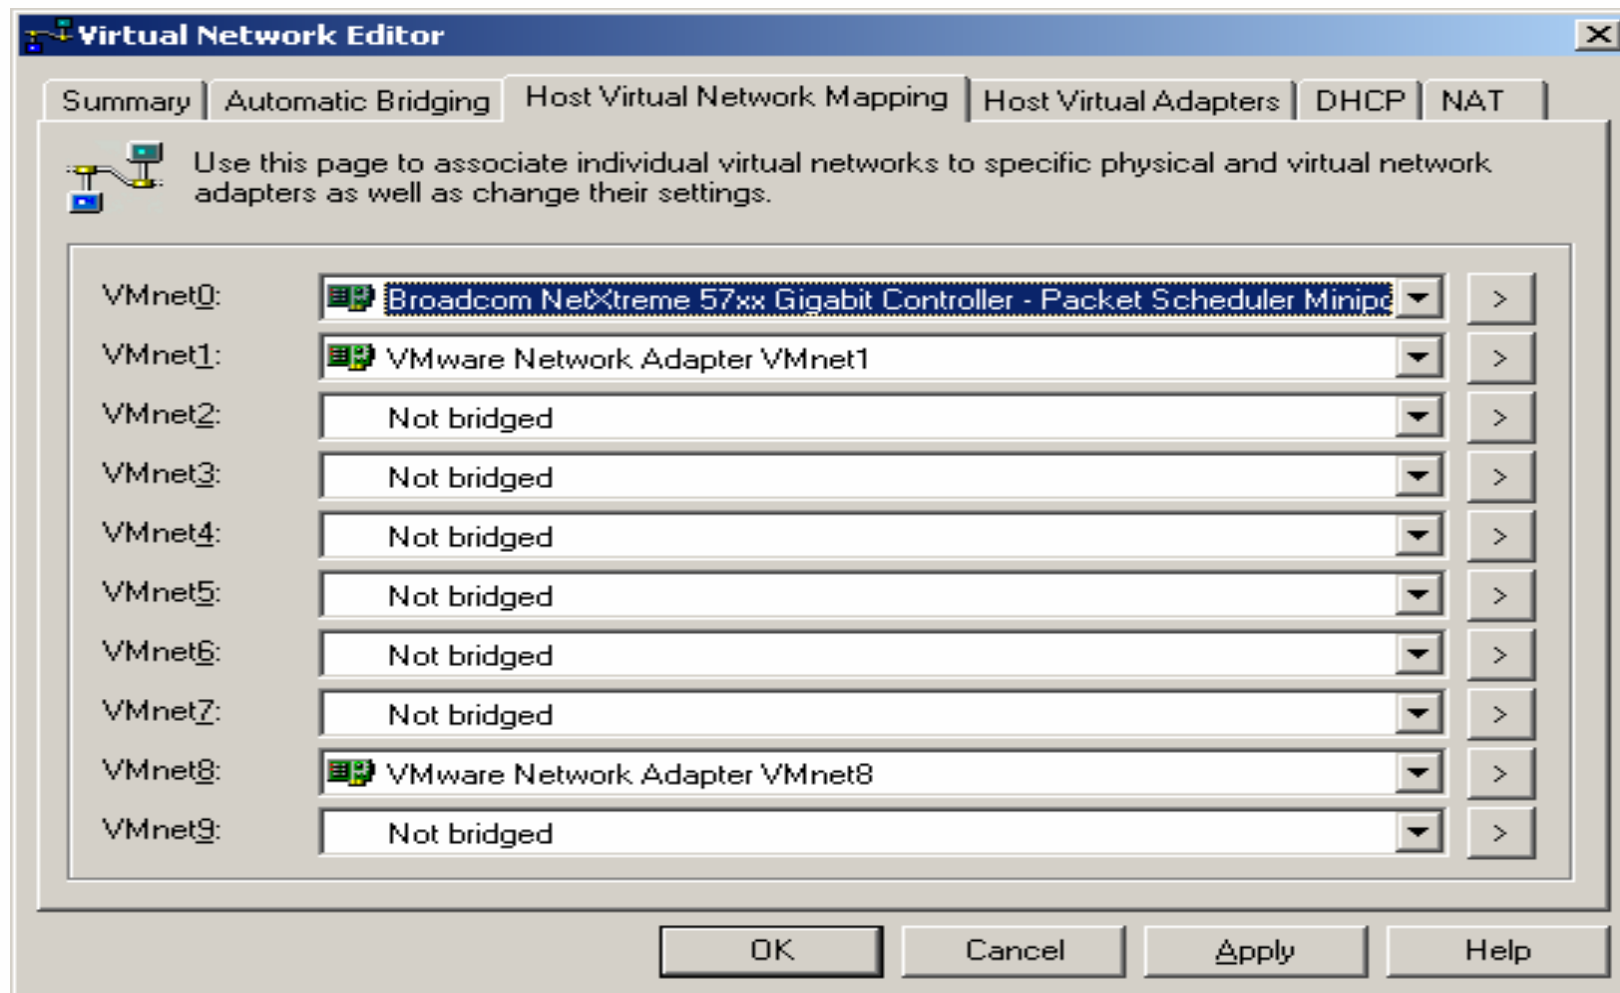 Virtual Network Editor
Summary Automatic Bridging Host Virtual Network Mapping Host Virtual Adapters DHCP NAT
Use this page to associate individual virtual networks to specific physical and virtual network
adapters as well as change their settings.
VMnet0: Broadcom NetXtreme 57xx Gigabit Controller - Packet Scheduler Minipo >
VMnet1: VMware Network Adapter VMnet1 >
VMnet2: Not bridged >
VMnet3: Not bridged >
VMnet4: Not bridged >
VMnet5: Not bridged >
VMnet6: Not bridged >
VMnet7: Not bridged >
VMnet8: VMware Network Adapter VMnet8 >
VMnet9: Not bridged >
OK Cancel Apply Help